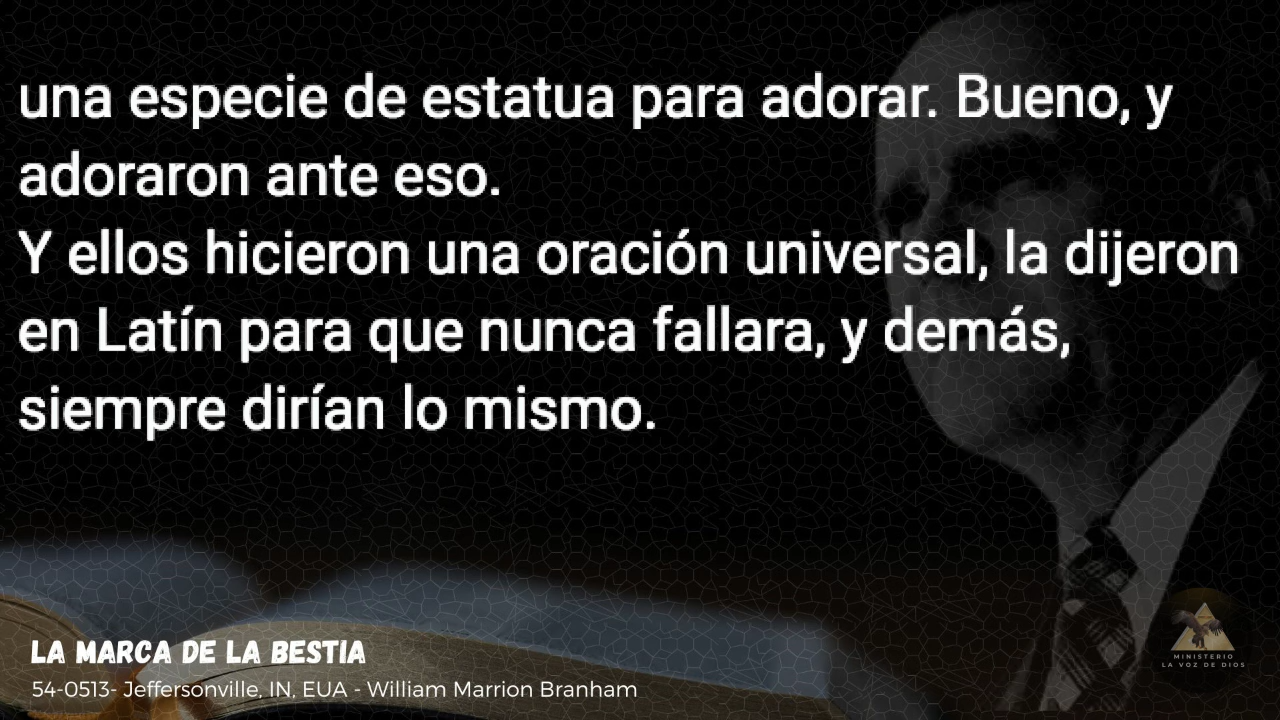 una especie de estatua para adorar. Bueno, y
adoraron ante eso.
Y ellos hicieron una oración universal, la dijeron
en Latín para que nunca fallara, y demás,
siempre dirían lo mismo.
LA MARCA DE LA BESTIA
54-0513- Jeffersonville, IN, EUA - William Marrion Branham
MINISTERIO
LA VOZ DE DIOS